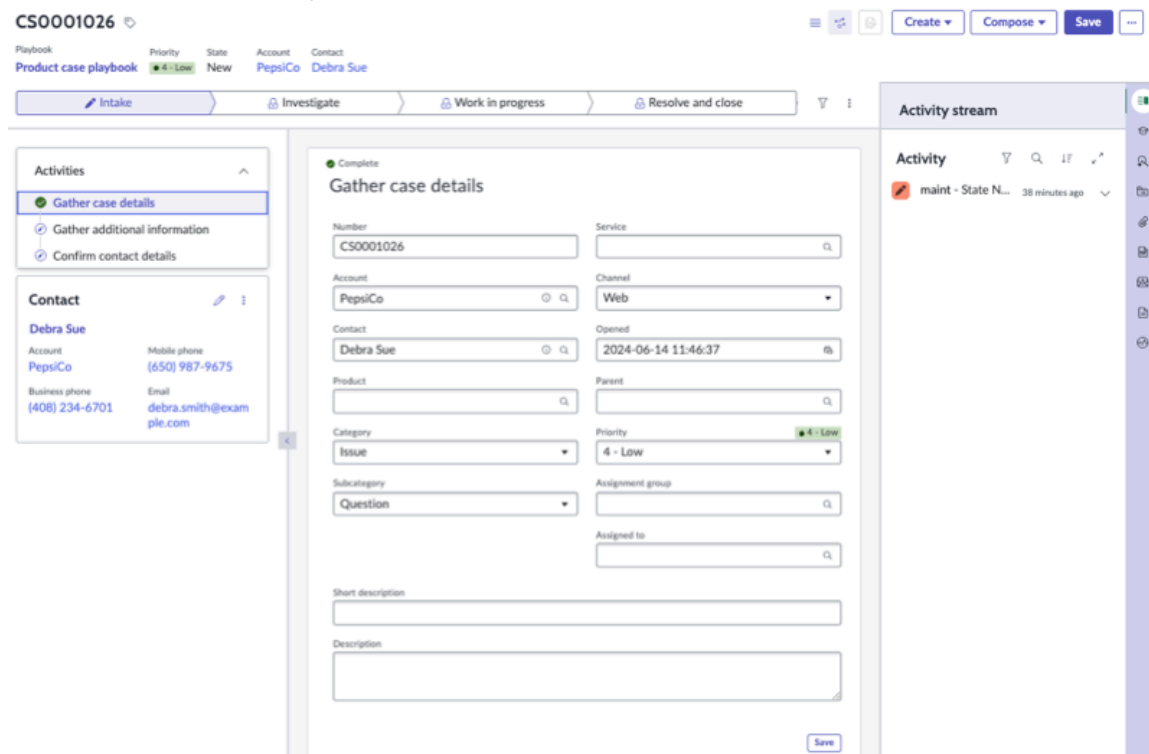 CS0001026
Create
Compose
Save
Playbook Priority State Account Contact
Product case playbook 4 - Low New PepsiCo Debra Sue
Intake
Investigate
Work in progress
Resolve and close
Activity stream
Activities
Gather case details
Gather additional information
Confirm contact details
Contact
Debra Sue
Account Mobile phone
PepsiCo (650) 987-9675
Business phone Email
(408) 234-6701 debra.smith@exam
ple.com
Complete
Gather case details
Number Service
CS0001026
Account Channel
PepsiCo Web
Contact Opened
Debra Sue 2024-06-14 11:46:37
Product Parent
Category Priority 4 - Low
Issue 4 - Low
Subcategory Assignment group
Question
Assigned to
Short description
Description
Save
Activity
maint - State N... 38 minutes ago